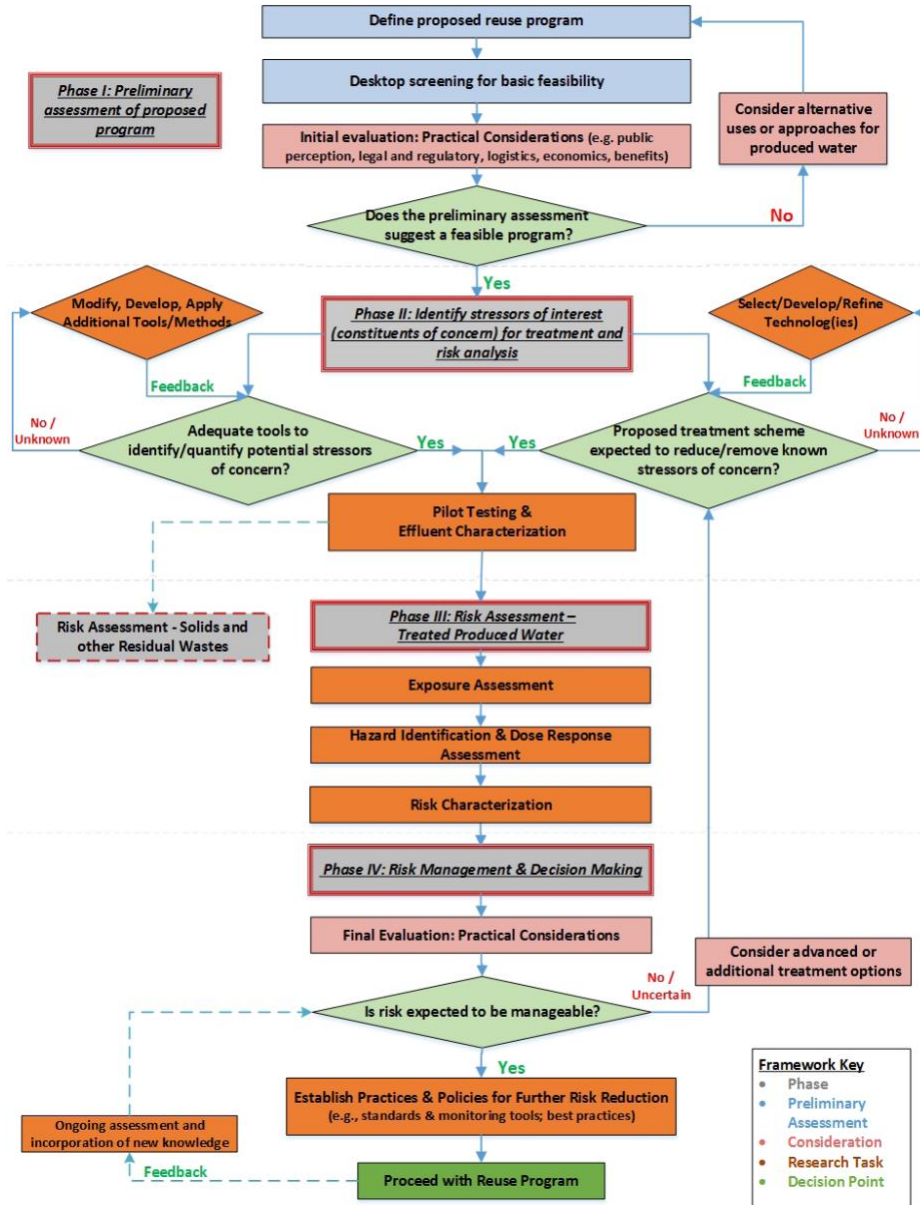 Define proposed reuse program
Desktop screening for basic feasibility
Phase I: Preliminary
assessment of proposed
program
Initial evaluation: Practical Considerations (e.g. public
perception, legal and regulatory, logistics, economics, benefits)
Consider alternative
uses or approaches for
produced water
Does the preliminary assessment
suggest a feasible program?
No
Yes
Modify, Develop, Apply
Additional Tools/Methods
Phase II: Identify stressors of interest
(constituents of concern) for treatment and
risk analysis
Select/Develop/Refine
Technolog(ies)
Feedback
Feedback
No /
Unknown
Adequate tools to
identify/quantify potential stressors
of concern?
Yes
Yes
Proposed treatment scheme
expected to reduce/remove known
stressors of concern?
No /
Unknown
Pilot Testing &
Effluent Characterization
Risk Assessment - Solids and
other Residual Wastes
Phase III: Risk Assessment –
Treated Produced Water
Exposure Assessment
Hazard Identification & Dose Response
Assessment
Risk Characterization
Phase IV: Risk Management & Decision Making
Final Evaluation: Practical Considerations
Consider advanced or
additional treatment options
No /
Uncertain
Is risk expected to be manageable?
Yes
Establish Practices & Policies for Further Risk Reduction
(e.g., standards & monitoring tools; best practices)
Ongoing assessment and
incorporation of new knowledge
Feedback
Proceed with Reuse Program
Framework Key
• Phase
• Preliminary
Assessment
• Consideration
• Research Task
• Decision Point